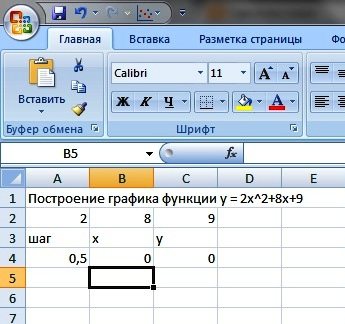 Главная Вставка Разметка страницы Фо
Calibri 11 A A
Вставить Ж К Ч A
Буфер обмена Шрифт
B5 fx
A B C D E
1 Построение графика функции y = 2x^2+8x+9
2 2 8 9
3 шаг x y
4 0,5 0 0
5
6
7